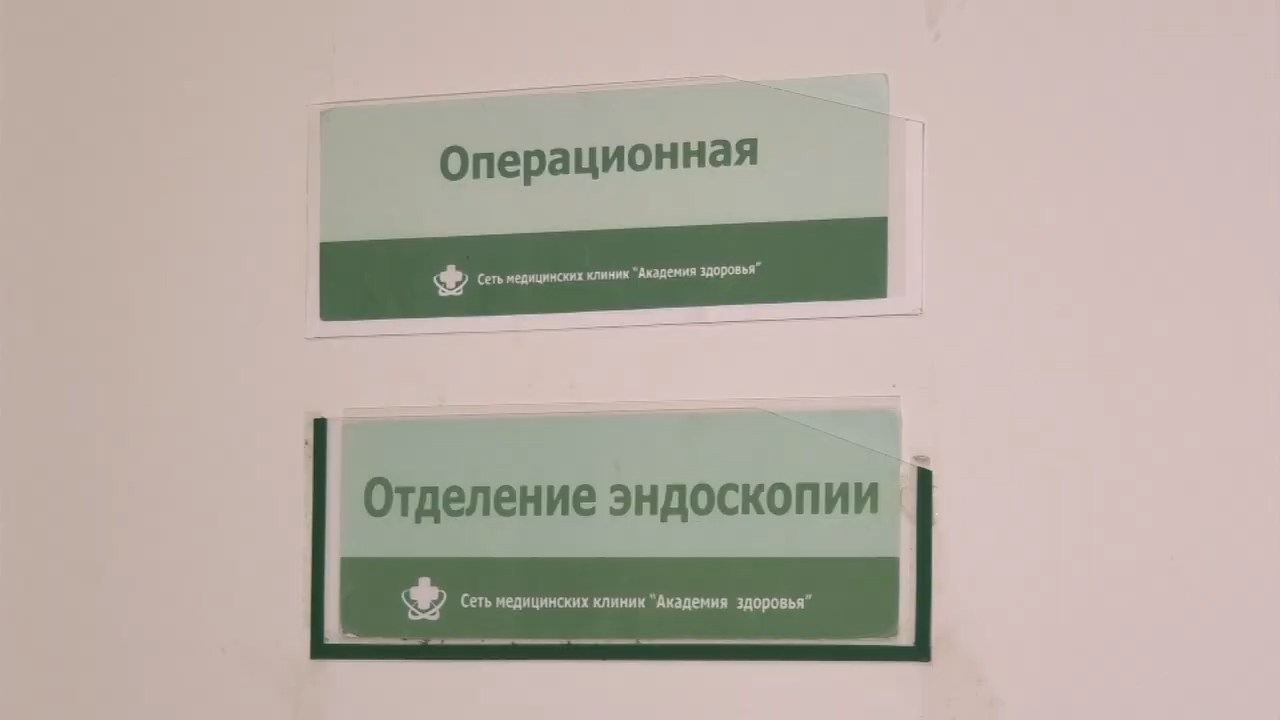 Операционная
Сеть медицинских клиник "Академия здоровья"
Отделение эндоскопии
Сеть медицинских клиник "Академия здоровья"